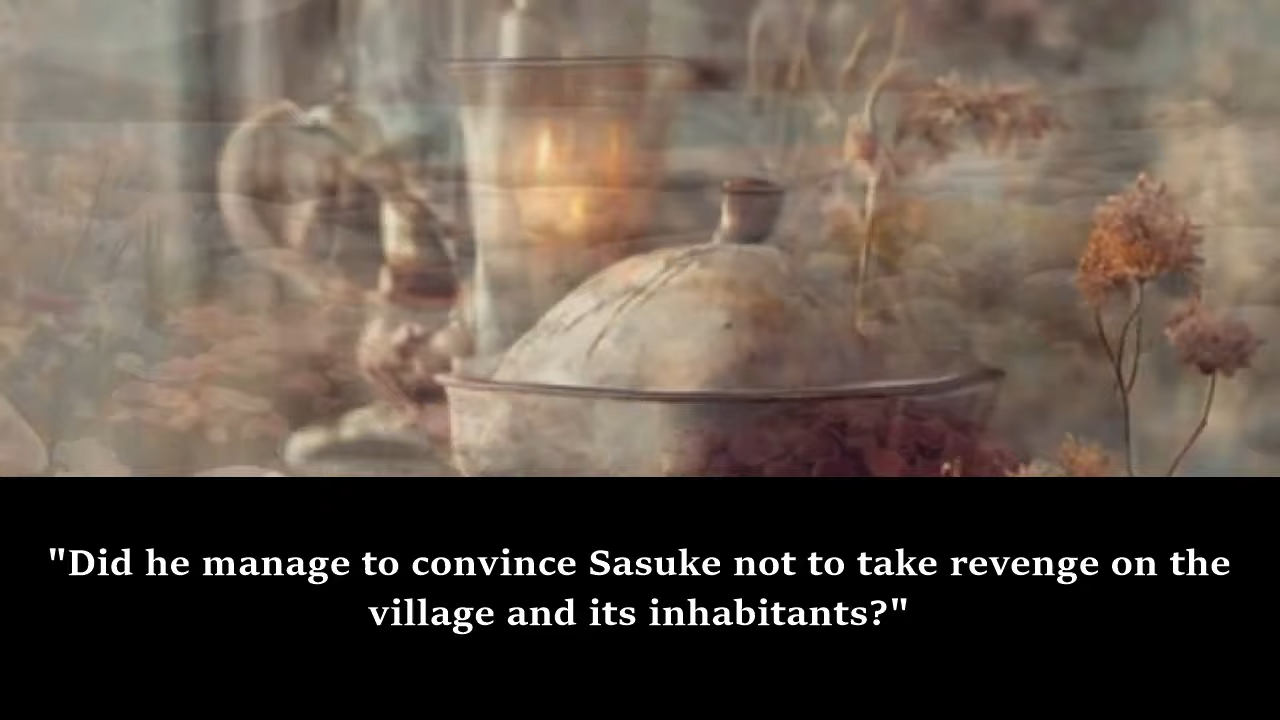 "Did he manage to convince Sasuke not to take revenge on the
village and its inhabitants?"